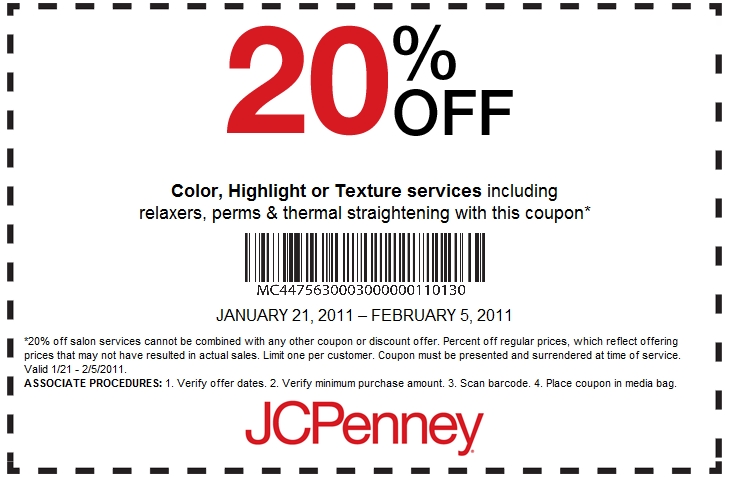 20% OFF
Color, Highlight or Texture services including
relaxers, perms & thermal straightening with this coupon*
MC4475630003000000110130
JANUARY 21, 2011 – FEBRUARY 5, 2011
*20% off salon services cannot be combined with any other coupon or discount offer. Percent off regular prices, which reflect offering
prices that may not have resulted in actual sales. Limit one per customer. Coupon must be presented and surrendered at time of service.
Valid 1/21 - 2/5/2011.
ASSOCIATE PROCEDURES: 1. Verify offer dates. 2. Verify minimum purchase amount. 3. Scan barcode. 4. Place coupon in media bag.
JCPenney